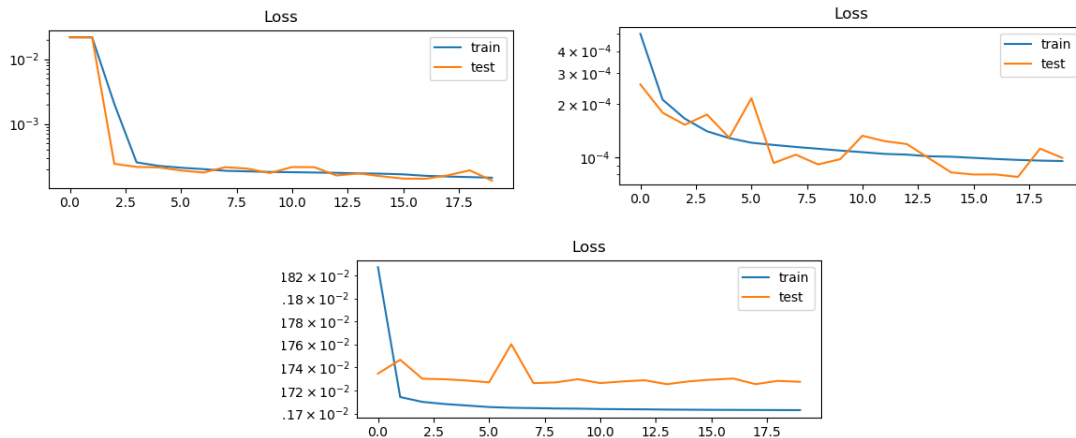 Loss
10⁻²
10⁻³
train
test
0.0 2.5 5.0 7.5 10.0 12.5 15.0 17.5
Loss
4 × 10⁻⁴
3 × 10⁻⁴
2 × 10⁻⁴
10⁻⁴
train
test
0.0 2.5 5.0 7.5 10.0 12.5 15.0 17.5
Loss
182 × 10⁻²
.18 × 10⁻²
178 × 10⁻²
176 × 10⁻²
174 × 10⁻²
172 × 10⁻²
.17 × 10⁻²
train
test
0.0 2.5 5.0 7.5 10.0 12.5 15.0 17.5